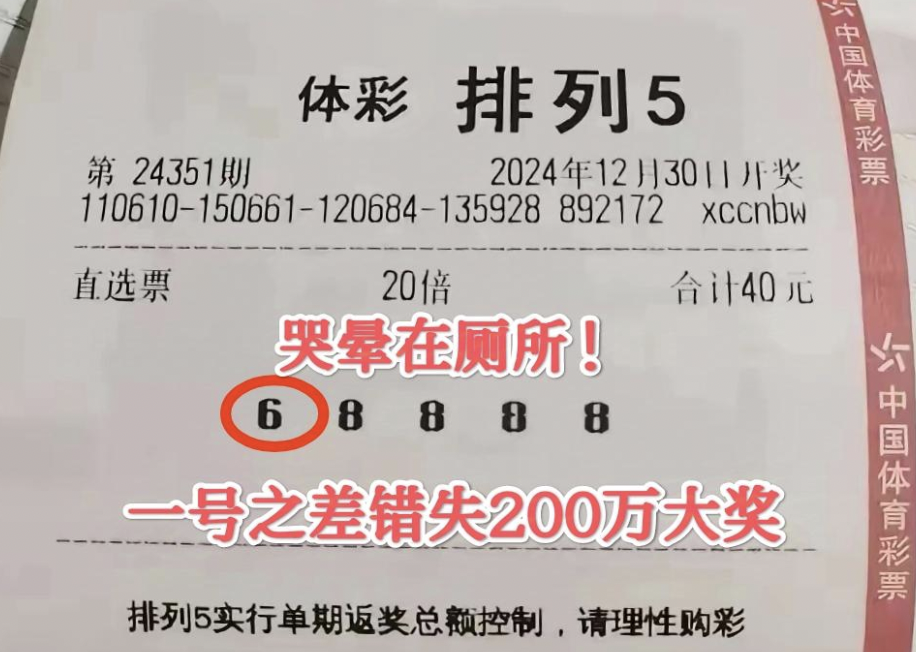 体彩 排列5
第 24351期 2024年12月30日开奖
110610-150661-120684-135928 892172 xccnbw
直选票 20倍 合计40元
哭晕在厕所！
6 8 8 8 8
一号之差错失200万大奖
排列5实行单期返奖总额控制，请理性购彩
中国体育彩票
中国体育彩票